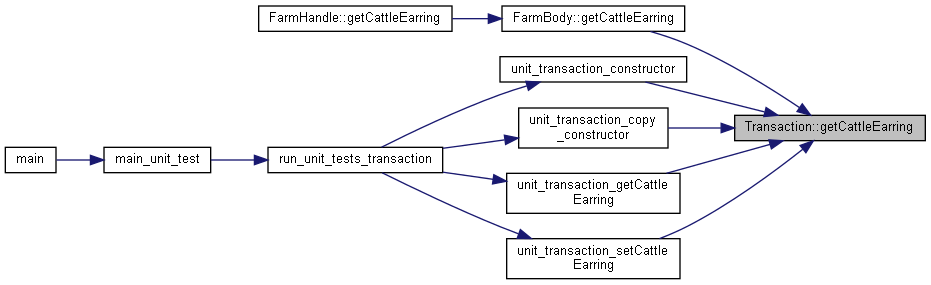 FarmHandle::getCattleEarring
FarmBody::getCattleEarring
unit_transaction_constructor
unit_transaction_copy
_constructor
Transaction::getCattleEarring
main
main_unit_test
run_unit_tests_transaction
unit_transaction_getCattle
Earring
unit_transaction_setCattle
Earring